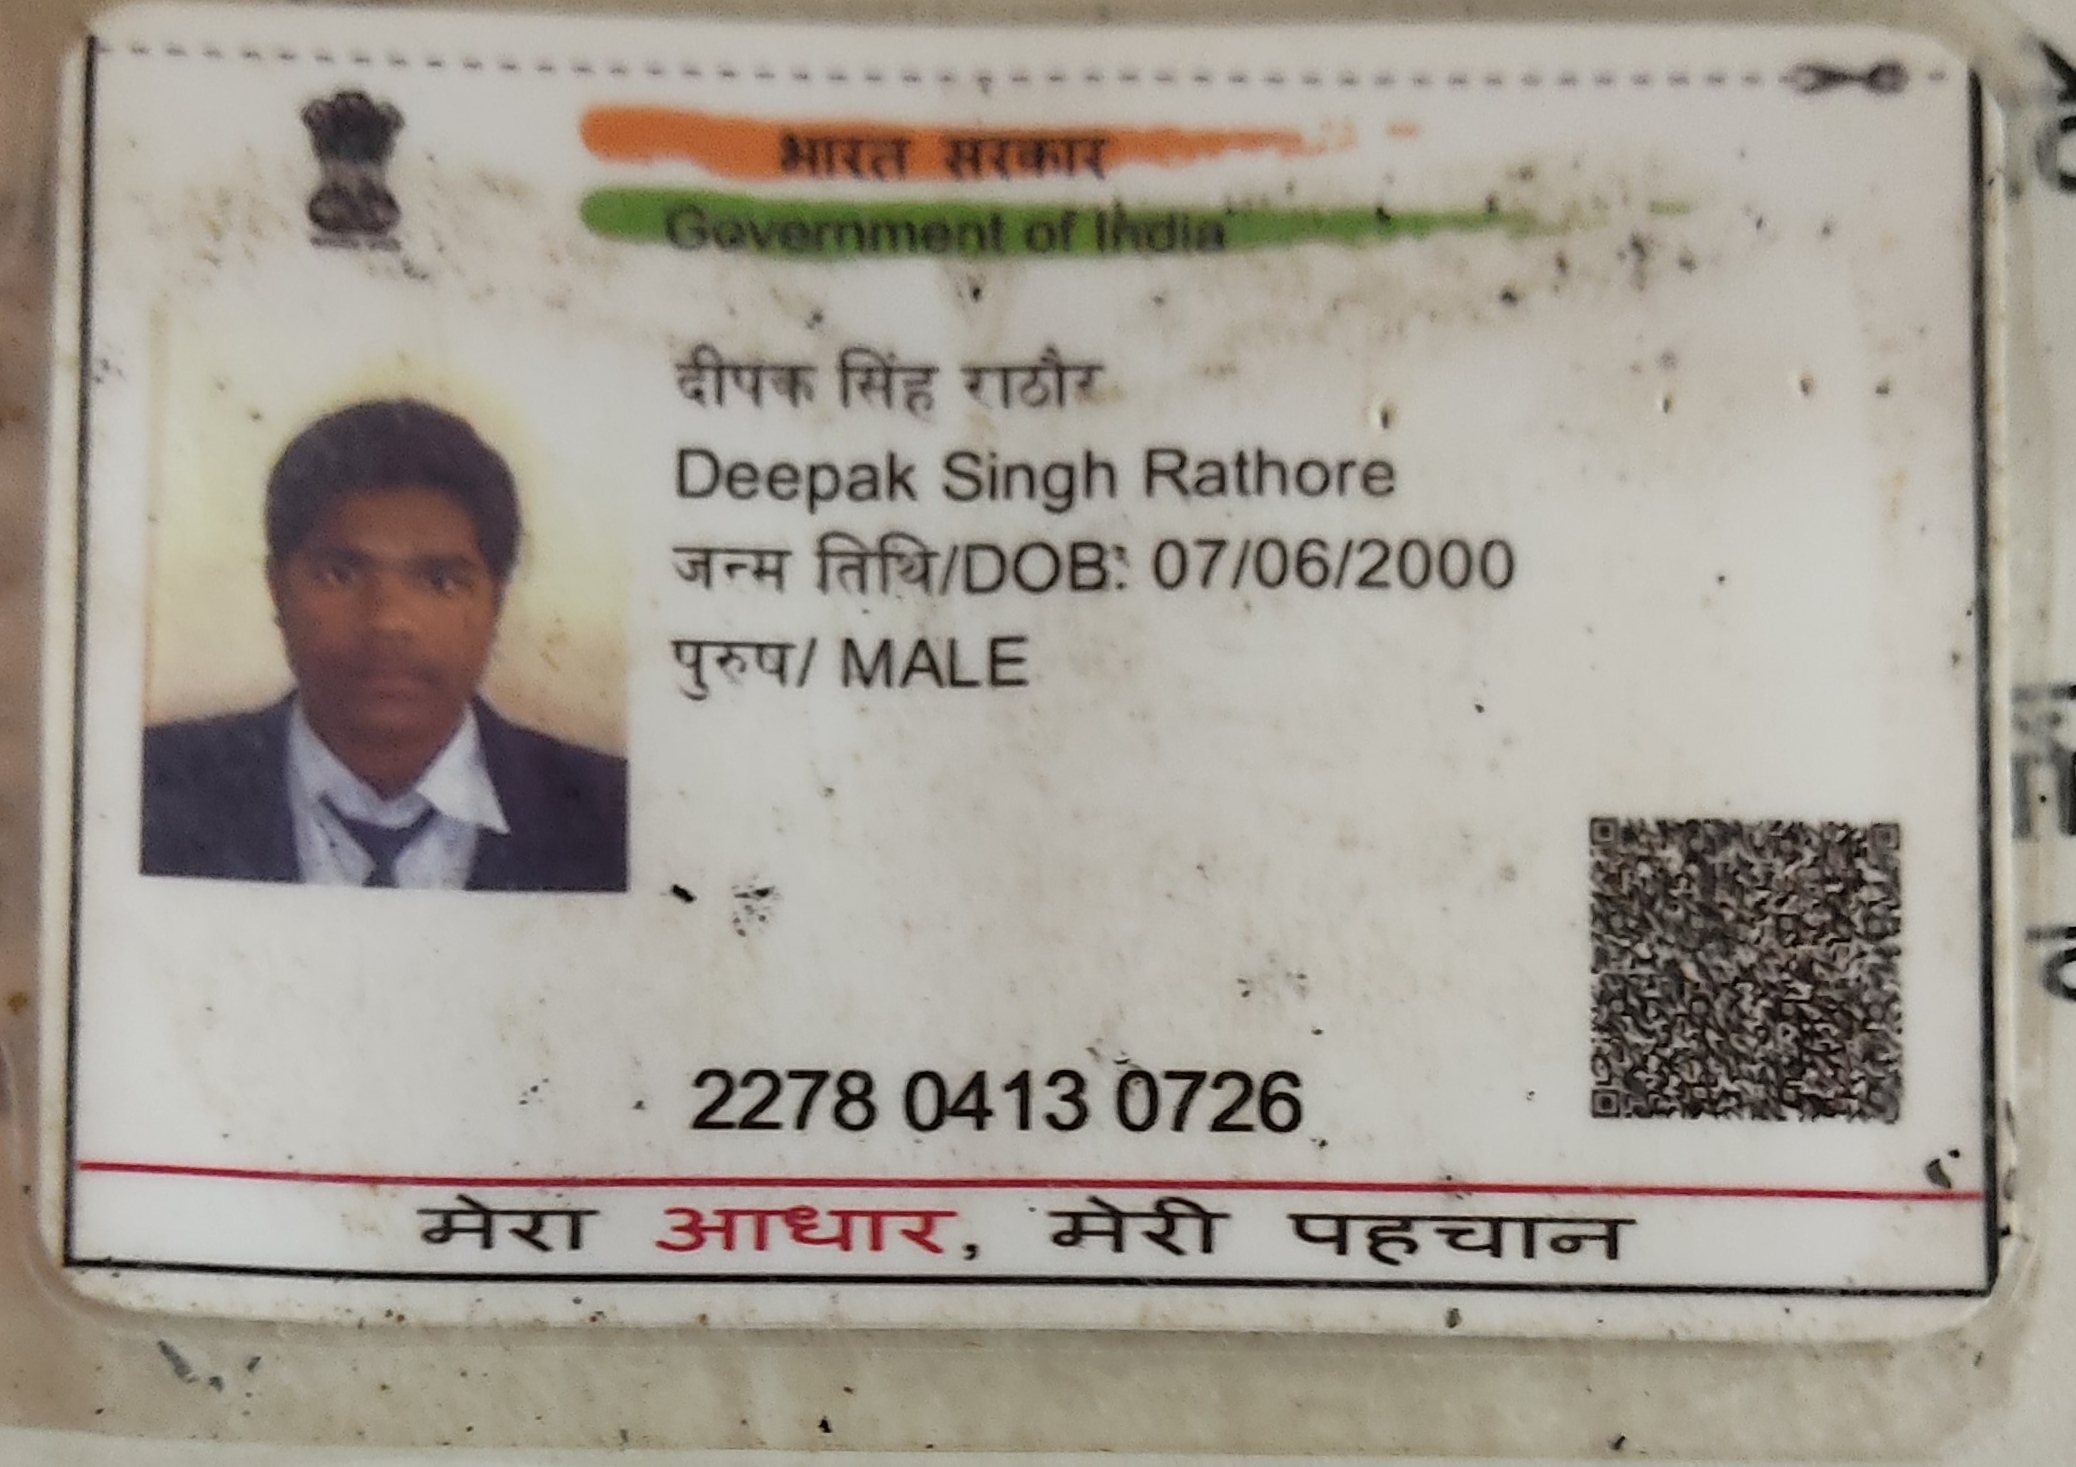 भारत सरकार
Government of India
दीपक सिंह राठौर
Deepak Singh Rathore
जन्म तिथि/DOB: 07/06/2000
पुरुष/ MALE
2278 0413 0726
मेरा आधार, मेरी पहचान